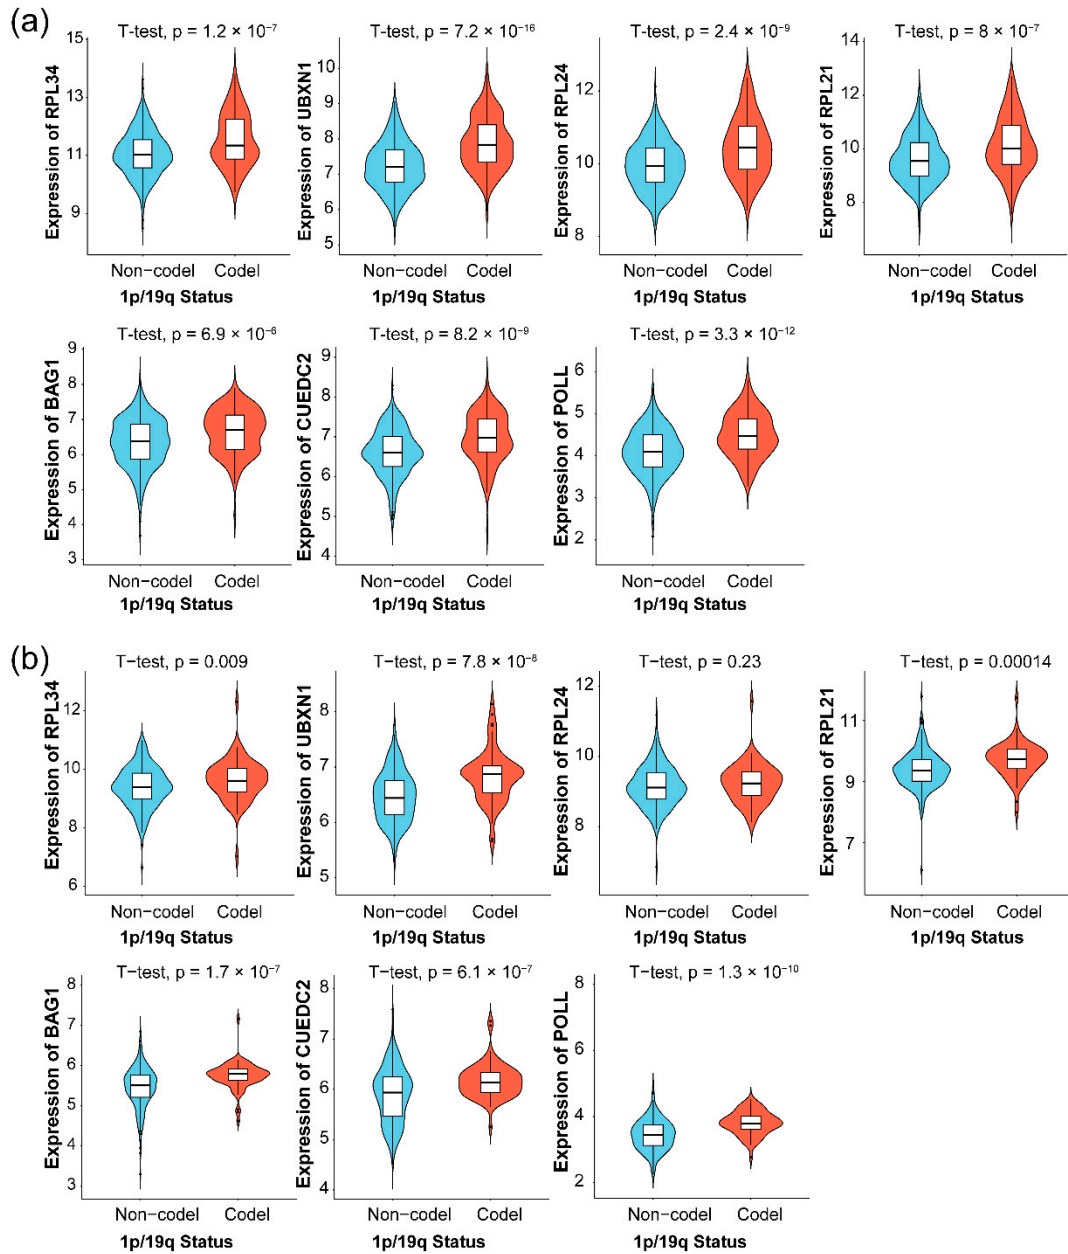 (a)
T-test, p = 1.2 × 10⁻⁷
T-test, p = 7.2 × 10⁻¹⁶
T-test, p = 2.4 × 10⁻⁹
T-test, p = 8 × 10⁻⁷
Expression of RPL34
15
13
11
9
Non-codel Codel
1p/19q Status
Expression of UBXN1
10
9
8
7
6
5
Non-codel Codel
1p/19q Status
Expression of RPL24
12
10
8
Non-codel Codel
1p/19q Status
Expression of RPL21
14
12
10
8
6
Non-codel Codel
1p/19q Status
T-test, p = 6.9 × 10⁻⁶
T-test, p = 8.2 × 10⁻⁹
T-test, p = 3.3 × 10⁻¹²
Expression of BAG1
9
8
7
6
5
4
3
Non-codel Codel
1p/19q Status
Expression of CUEDC2
9
8
7
6
5
4
Non-codel Codel
1p/19q Status
Expression of POLL
6
5
4
3
2
Non-codel Codel
1p/19q Status
(b)
T−test, p = 0.009
T−test, p = 7.8 × 10⁻⁸
T−test, p = 0.23
T−test, p = 0.00014
Expression of RPL34
12
10
8
6
Non−codel Codel
1p/19q Status
Expression of UBXN1
8
7
6
5
Non−codel Codel
1p/19q Status
Expression of RPL24
12
10
8
Non−codel Codel
1p/19q Status
Expression of RPL21
11
9
7
Non−codel Codel
1p/19q Status
T−test, p = 1.7 × 10⁻⁷
T−test, p = 6.1 × 10⁻⁷
T−test, p = 1.3 × 10⁻¹⁰
Expression of BAG1
8
7
6
5
4
3
Non−codel Codel
1p/19q Status
Expression of CUEDC2
8
7
6
5
4
Non−codel Codel
1p/19q Status
Expression of POLL
8
6
4
2
Non−codel Codel
1p/19q Status